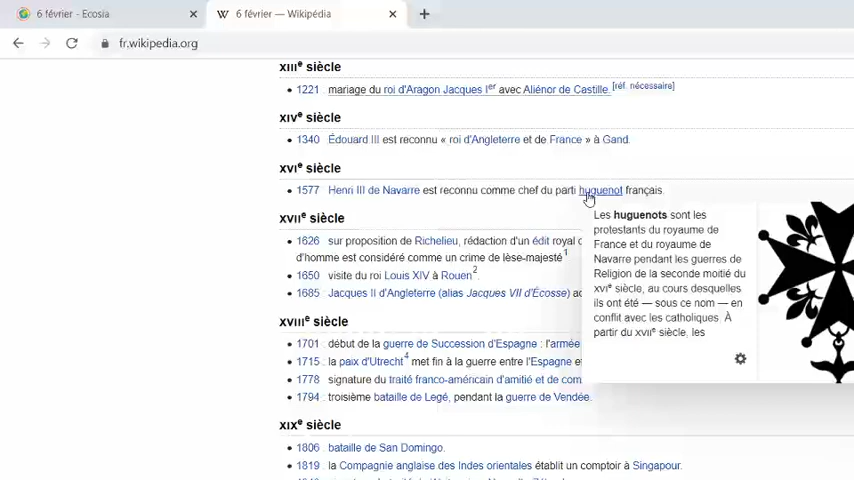 6 février - Ecosia
6 février — Wikipédia
fr.wikipedia.org
XIIIe siècle
1221 : mariage du roi d'Aragon Jacques Ier avec Aliénor de Castille.[réf. nécessaire]
XIVe siècle
1340 : Édouard III est reconnu « roi d'Angleterre et de France » à Gand.
XVIe siècle
1577 : Henri III de Navarre est reconnu comme chef du parti huguenot français.
XVIIe siècle
1626 : sur proposition de Richelieu, rédaction d'un édit royal
d'homme est considéré comme un crime de lèse-majesté1
1650 : visite du roi Louis XIV à Rouen2.
1685 : Jacques II d'Angleterre (alias Jacques VII d'Écosse)
XVIIIe siècle
1701 : début de la guerre de Succession d'Espagne : l'armée
1715 : la paix d'Utrecht4 met fin à la guerre entre l'Espagne
1778 : signature du traité franco-américain d'amitié et de com
1794 : troisième bataille de Legé, pendant la guerre de Vendée.
XIXe siècle
1806 : bataille de San Domingo.
1819 : la Compagnie anglaise des Indes orientales établit un comptoir à Singapour.
Les huguenots sont les
protestants du royaume de
France et du royaume de
Navarre pendant les guerres de
Religion de la seconde moitié du
XVIe siècle, au cours desquelles
ils ont été — sous ce nom — en
conflit avec les catholiques. À
partir du XVIIe siècle, les